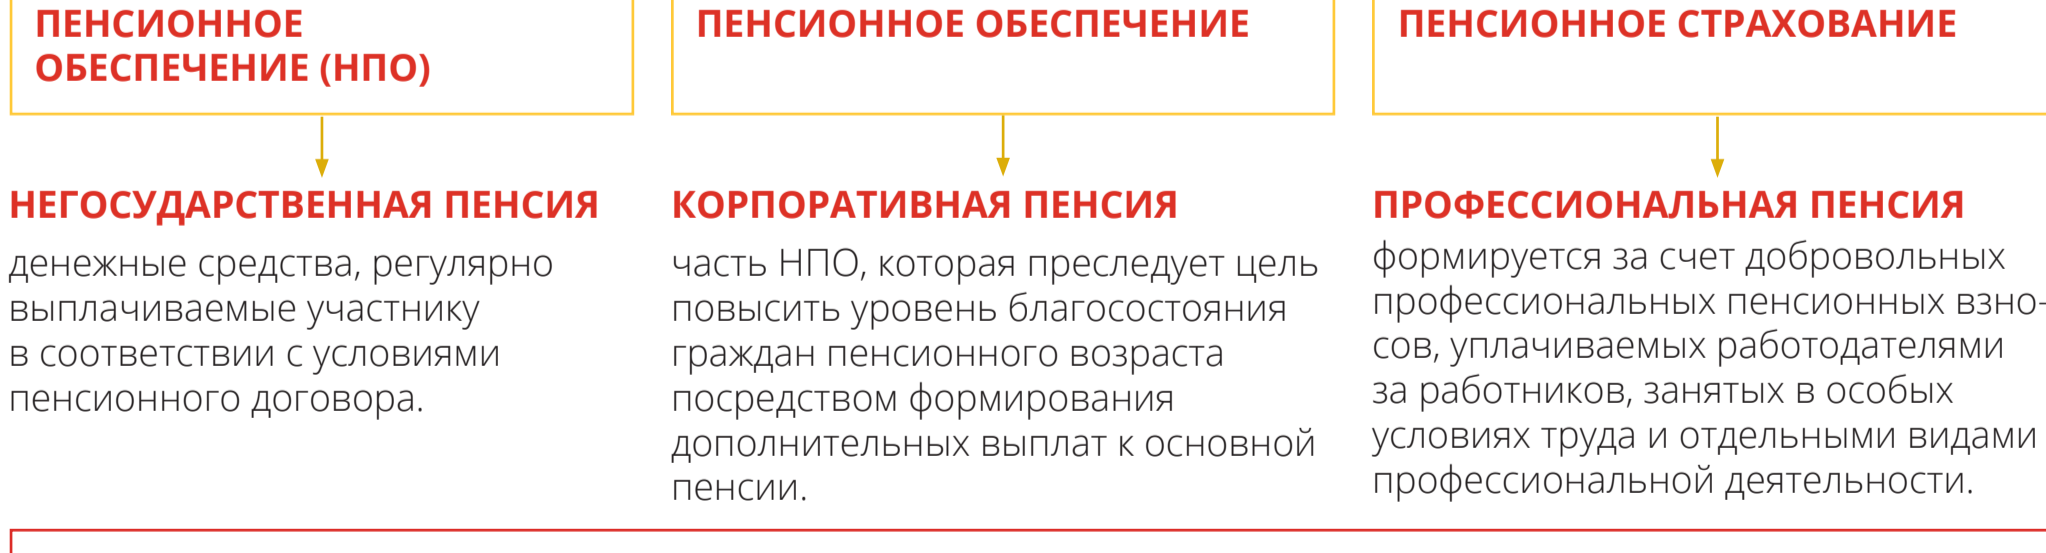 ПЕНСИОННОЕ
ОБЕСПЕЧЕНИЕ (НПО)
ПЕНСИОННОЕ ОБЕСПЕЧЕНИЕ
ПЕНСИОННОЕ СТРАХОВАНИЕ
НЕГОСУДАРСТВЕННАЯ ПЕНСИЯ
денежные средства, регулярно
выплачиваемые участнику
в соответствии с условиями
пенсионного договора.
КОРПОРАТИВНАЯ ПЕНСИЯ
часть НПО, которая преследует цель
повысить уровень благосостояния
граждан пенсионного возраста
посредством формирования
дополнительных выплат к основной
пенсии.
ПРОФЕССИОНАЛЬНАЯ ПЕНСИЯ
формируется за счет добровольных
профессиональных пенсионных взно-
сов, уплачиваемых работодателями
за работников, занятых в особых
условиях труда и отдельными видами
профессиональной деятельности.